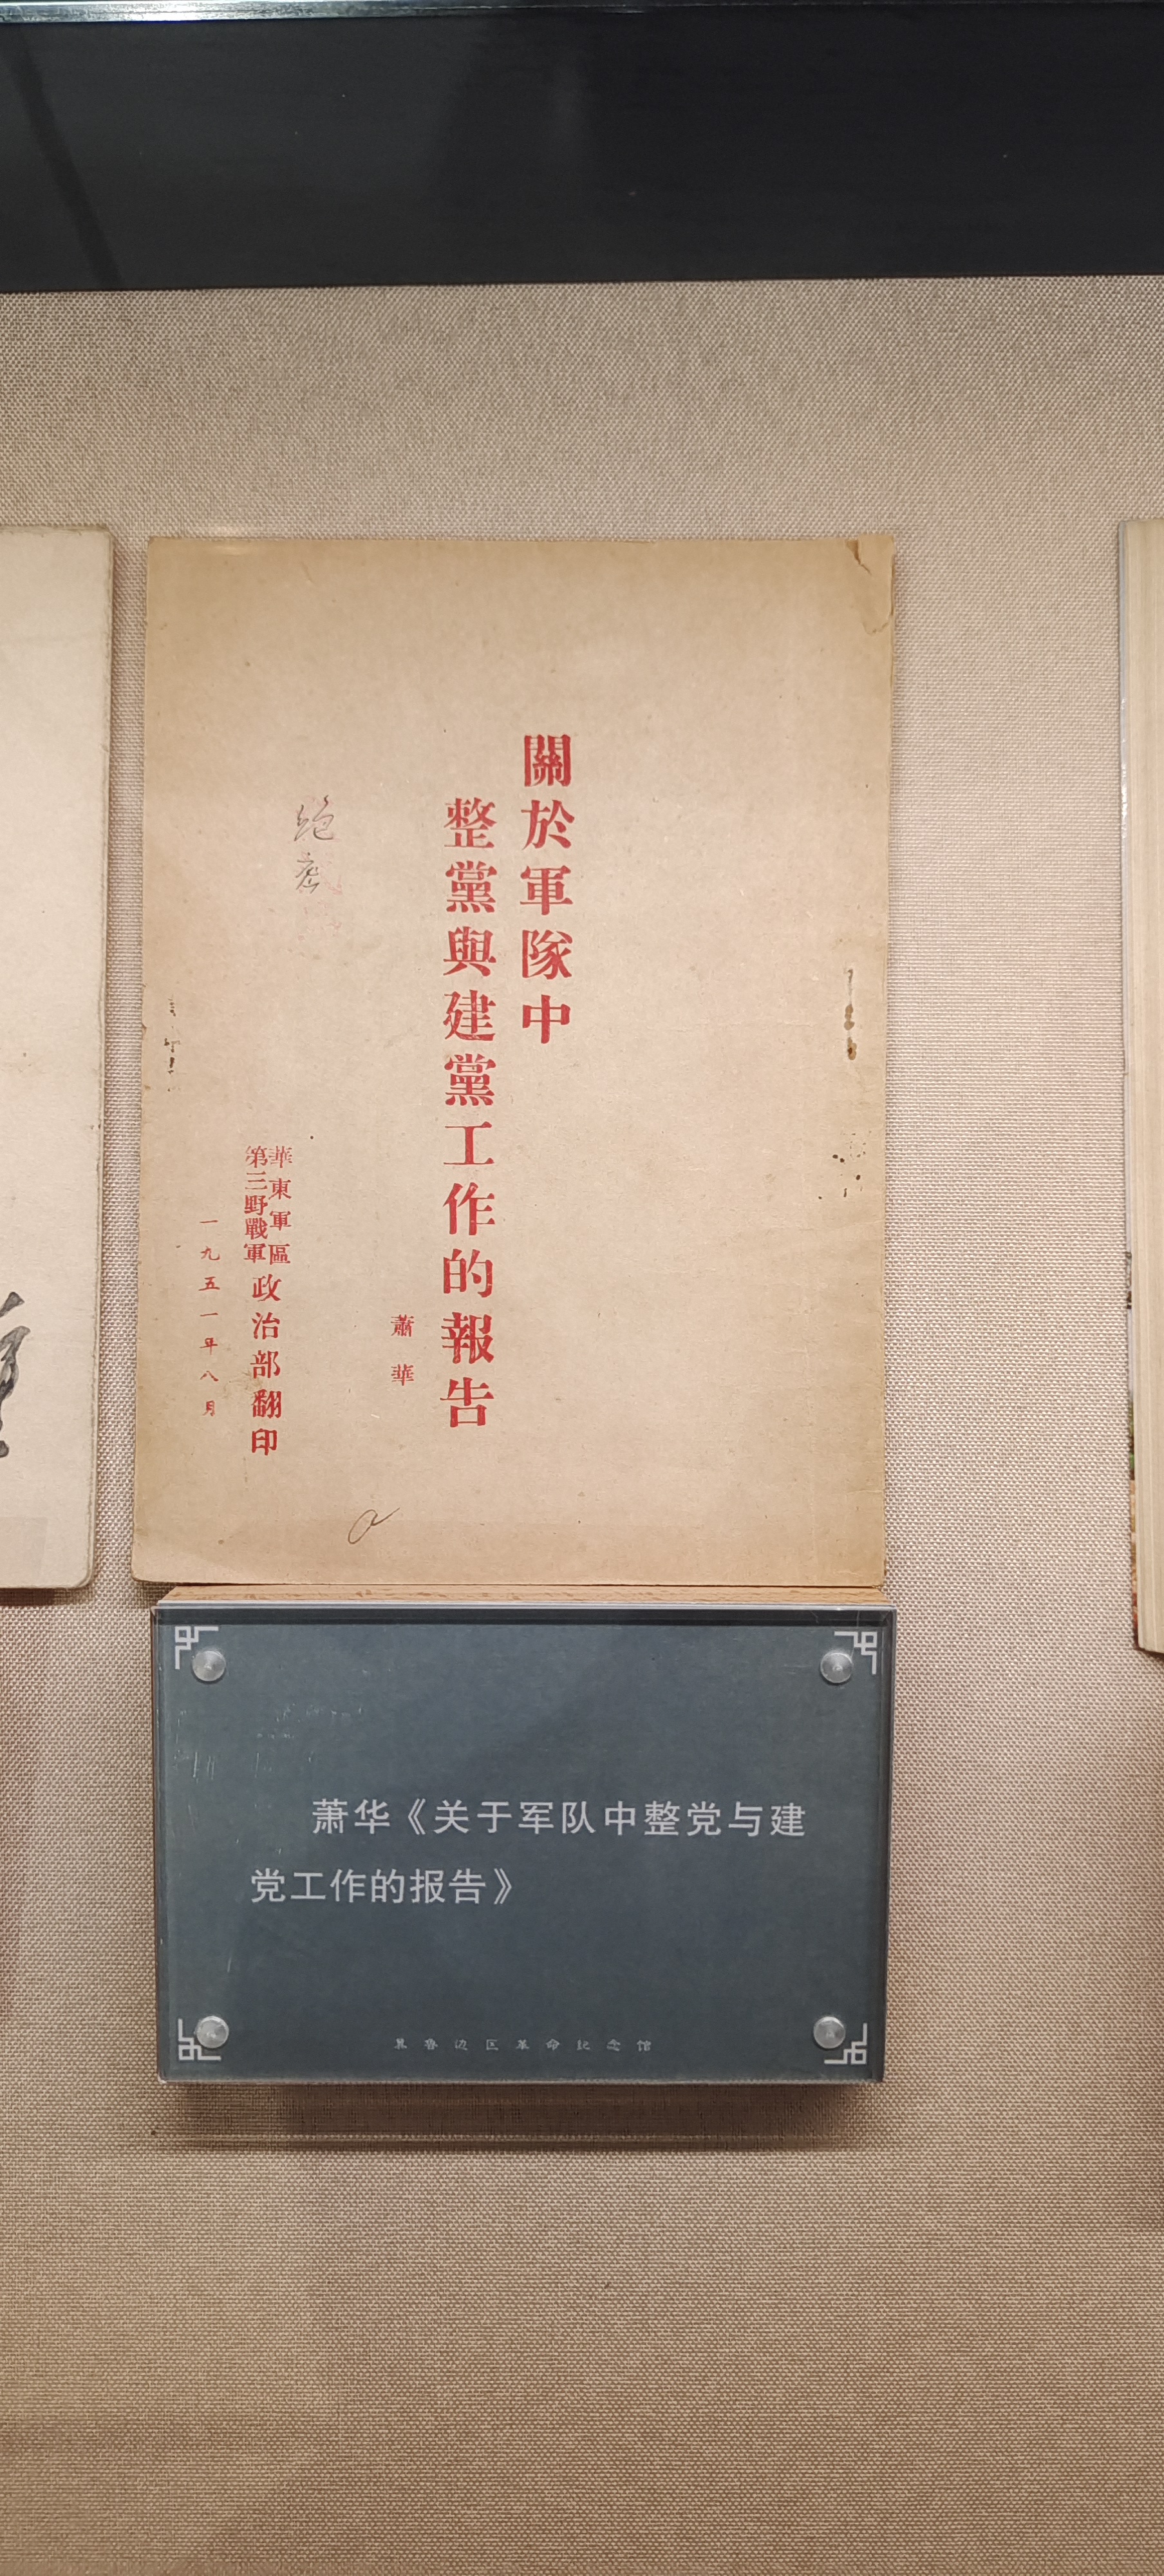 關於軍隊中
整黨與建黨工作的報告
蕭華
絕密
華東軍區
第三野戰軍
政治部翻印
一九五一年八月
萧华《关于军队中整党与建
党工作的报告》
冀鲁边区革命纪念馆